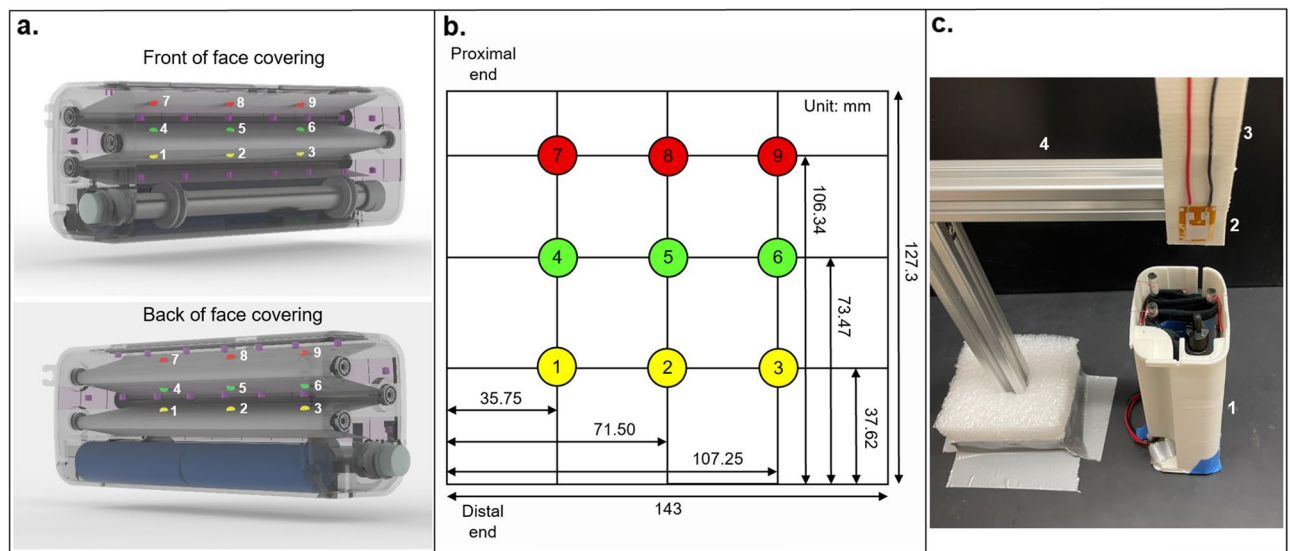 a.
Front of face covering
7 8 9
4 5 6
1 2 3
Back of face covering
7 8 9
4 5 6
1 2 3
b.
Proximal
end
Unit: mm
7 8 9
106.34
4 5 6
127.3
73.47
1 2 3
35.75
37.62
71.50
107.25
143
Distal
end
c.
4
3
2
1